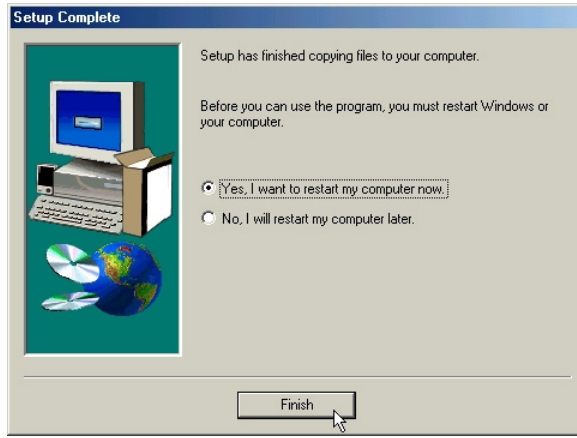 Setup Complete
Setup has finished copying files to your computer.
Before you can use the program, you must restart Windows or
your computer.
Yes, I want to restart my computer now.
No, I will restart my computer later.
Finish